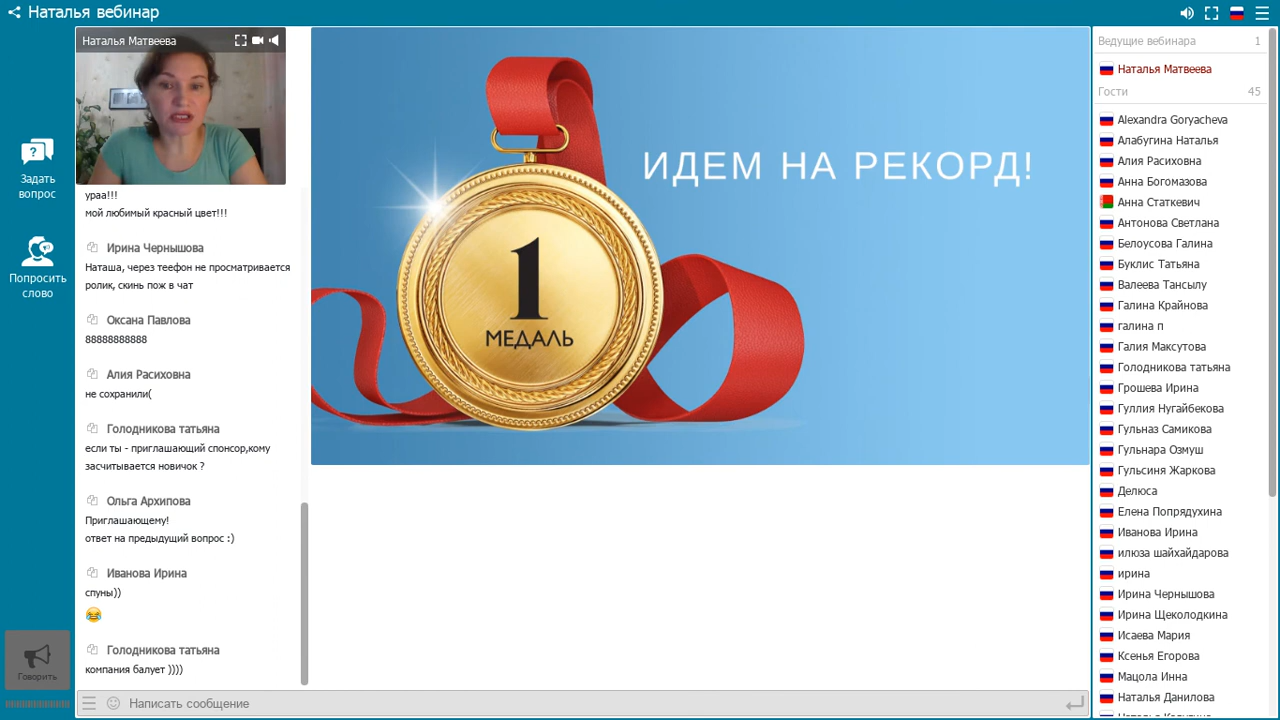 Наталья вебинар
Задать
вопрос
Попросить
слово
Говорить
Наталья Матвеева
ураа!!!
мой любимый красный цвет!!!
Ирина Чернышова
Наташа, через теефон не просматривается
ролик, скинь пож в чат
Оксана Павлова
88888888888
Алия Расиховна
не сохранили(
Голодникова татьяна
если ты - приглашающий спонсор,кому
засчитывается новичок ?
Ольга Архипова
Приглашающему!
ответ на предыдущий вопрос :)
Иванова Ирина
спуны))
Голодникова татьяна
компания балует ))))
Написать сообщение
ИДЕМ НА РЕКОРД!
1
МЕДАЛЬ
Ведущие вебинара 1
Наталья Матвеева
Гости 45
Alexandra Goryacheva
Алабугина Наталья
Алия Расиховна
Анна Богомазова
Анна Статкевич
Антонова Светлана
Белоусова Галина
Буклис Татьяна
Валеева Тансылу
Галина Крайнова
галина п
Галия Максутова
Голодникова татьяна
Грошева Ирина
Гуллия Нугайбекова
Гульназ Самикова
Гульнара Озмуш
Гульсиня Жаркова
Делюса
Елена Попрядухина
Иванова Ирина
илюза шайхайдарова
ирина
Ирина Чернышова
Ирина Щеколодкина
Исаева Мария
Ксенья Егорова
Мацола Инна
Наталья Данилова